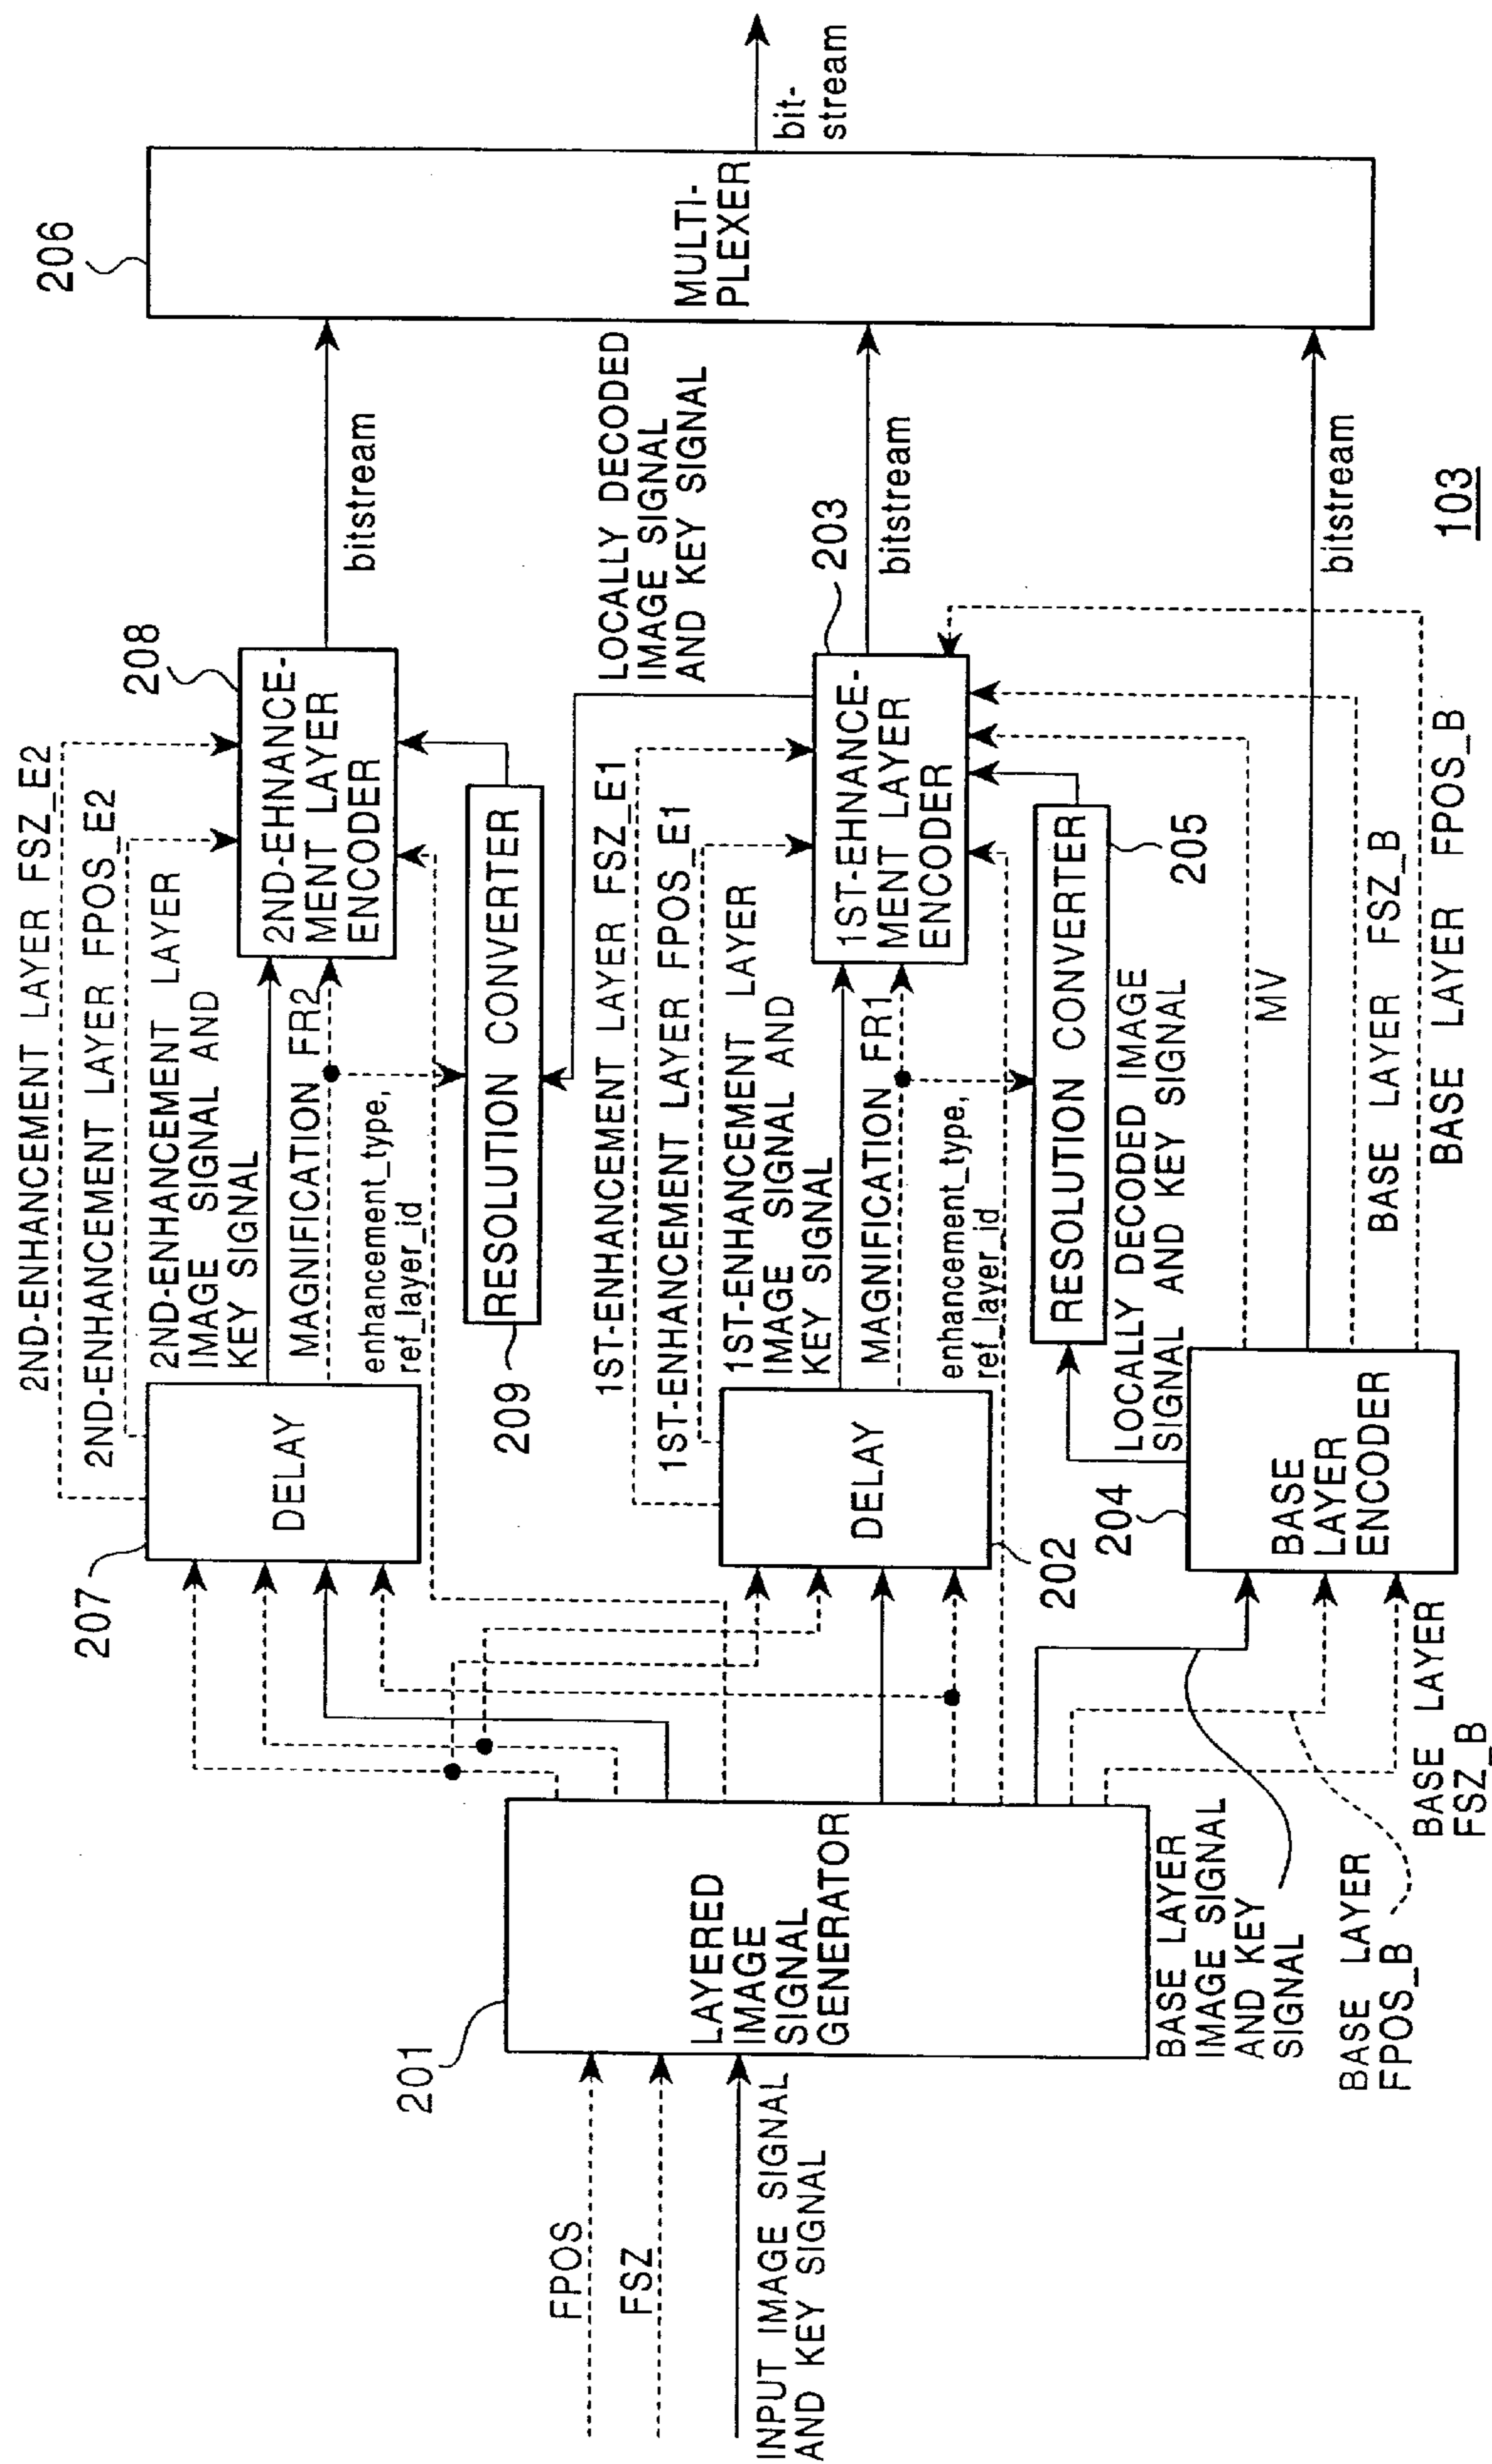 FPOS
FSZ
INPUT IMAGE SIGNAL
AND KEY SIGNAL
201
LAYERED
IMAGE
SIGNAL
GENERATOR
BASE LAYER
IMAGE SIGNAL
AND KEY
SIGNAL
BASE LAYER
FPOS_B
BASE LAYER
FSZ_B
207
DELAY
2ND-ENHANCEMENT LAYER FSZ_E2
2ND-ENHANCEMENT LAYER FPOS_E2
2ND-ENHANCEMENT LAYER
IMAGE SIGNAL AND
KEY SIGNAL
MAGNIFICATION FR2
enhancement_type,
ref_layer_id
209
RESOLUTION CONVERTER
208
2ND-EHNANCE-
MENT LAYER
ENCODER
bitstream
202
DELAY
1ST-ENHANCEMENT LAYER FSZ_E1
1ST-ENHANCEMENT LAYER FPOS_E1
1ST-ENHANCEMENT LAYER
IMAGE SIGNAL AND
KEY SIGNAL
MAGNIFICATION FR1
enhancement_type,
ref_layer_id
RESOLUTION CONVERTER
205
LOCALLY DECODED IMAGE
SIGNAL AND KEY SIGNAL
203
1ST-EHNANCE-
MENT LAYER
ENCODER
LOCALLY DECODED
IMAGE SIGNAL
AND KEY SIGNAL
bitstream
204
BASE
LAYER
ENCODER
MV
BASE LAYER FSZ_B
BASE LAYER FPOS_B
bitstream
206
MULTI-
PLEXER
bit-
stream
103